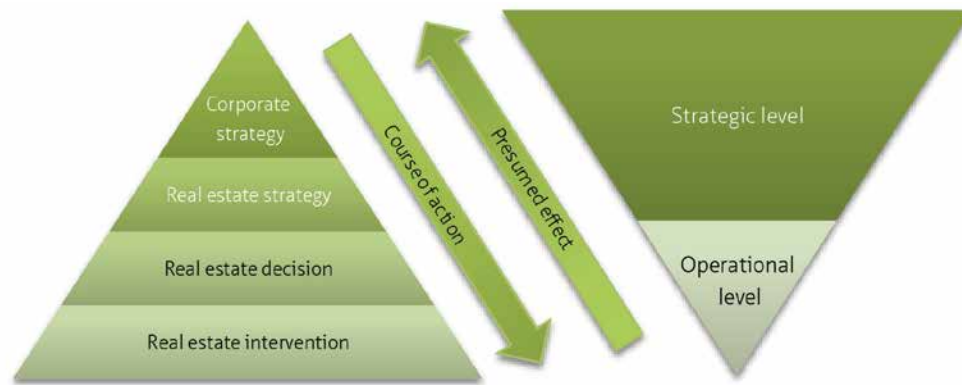 Corporate
strategy
Real estate strategy
Real estate decision
Real estate intervention
Course of action
Presumed effect
Strategic level
Operational
level